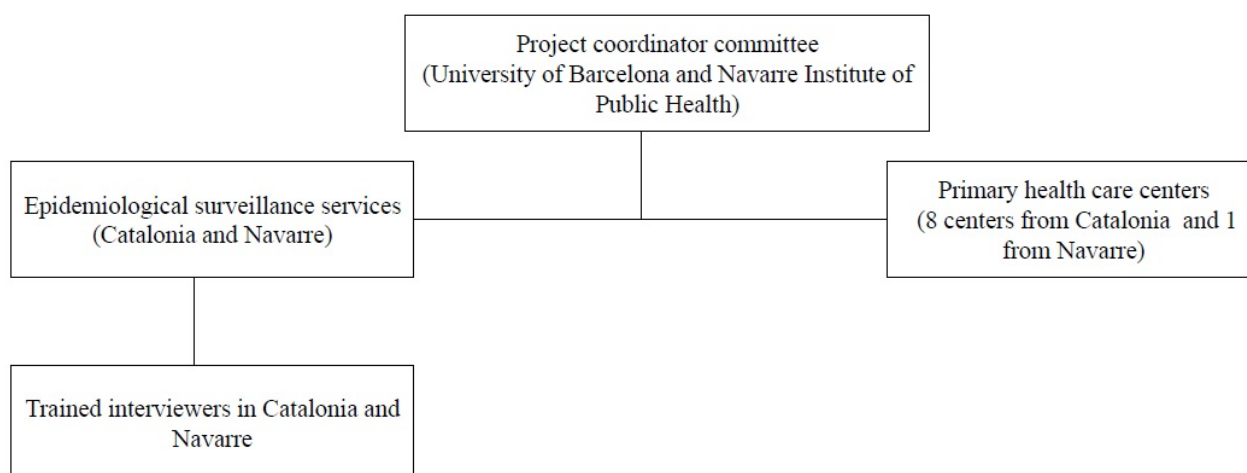 Project coordinator committee
(University of Barcelona and Navarre Institute of
Public Health)
Epidemiological surveillance services
(Catalonia and Navarre)
Primary health care centers
(8 centers from Catalonia and 1
from Navarre)
Trained interviewers in Catalonia and
Navarre